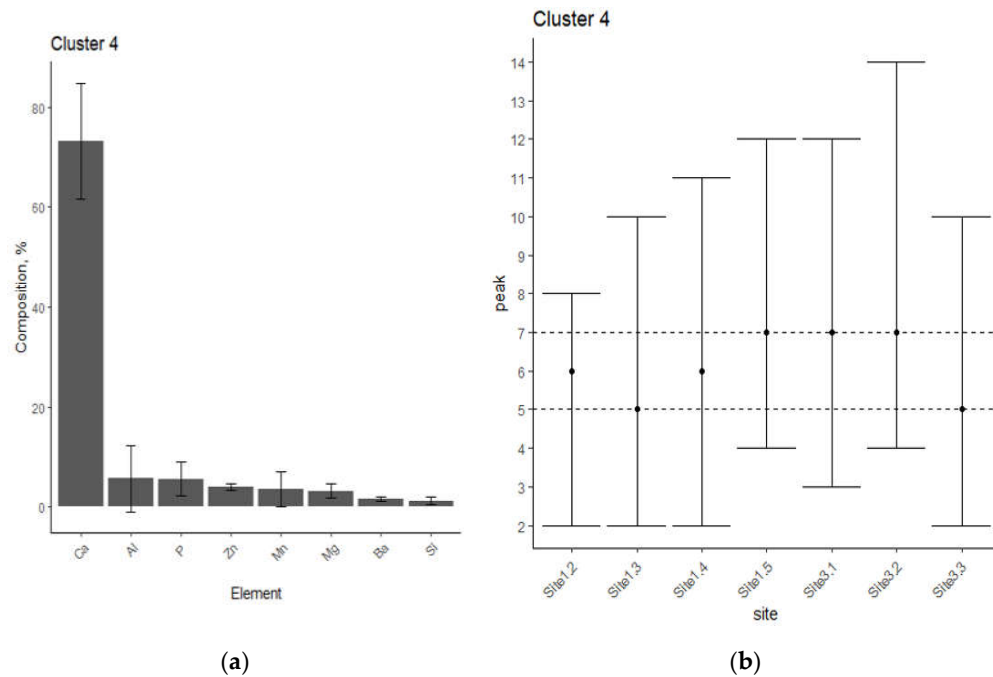 Cluster 4
Composition, %
80
60
40
20
0
Ca
Al
P
Zn
Mn
Mg
Ba
SI
Element
(a)
Cluster 4
peak
14
13
12
11
10
9
8
7
6
5
4
3
2
Site1,2
Site1,3
Site1,4
Site1,5
Site3,1
Site3,2
Site3,3
site
(b)